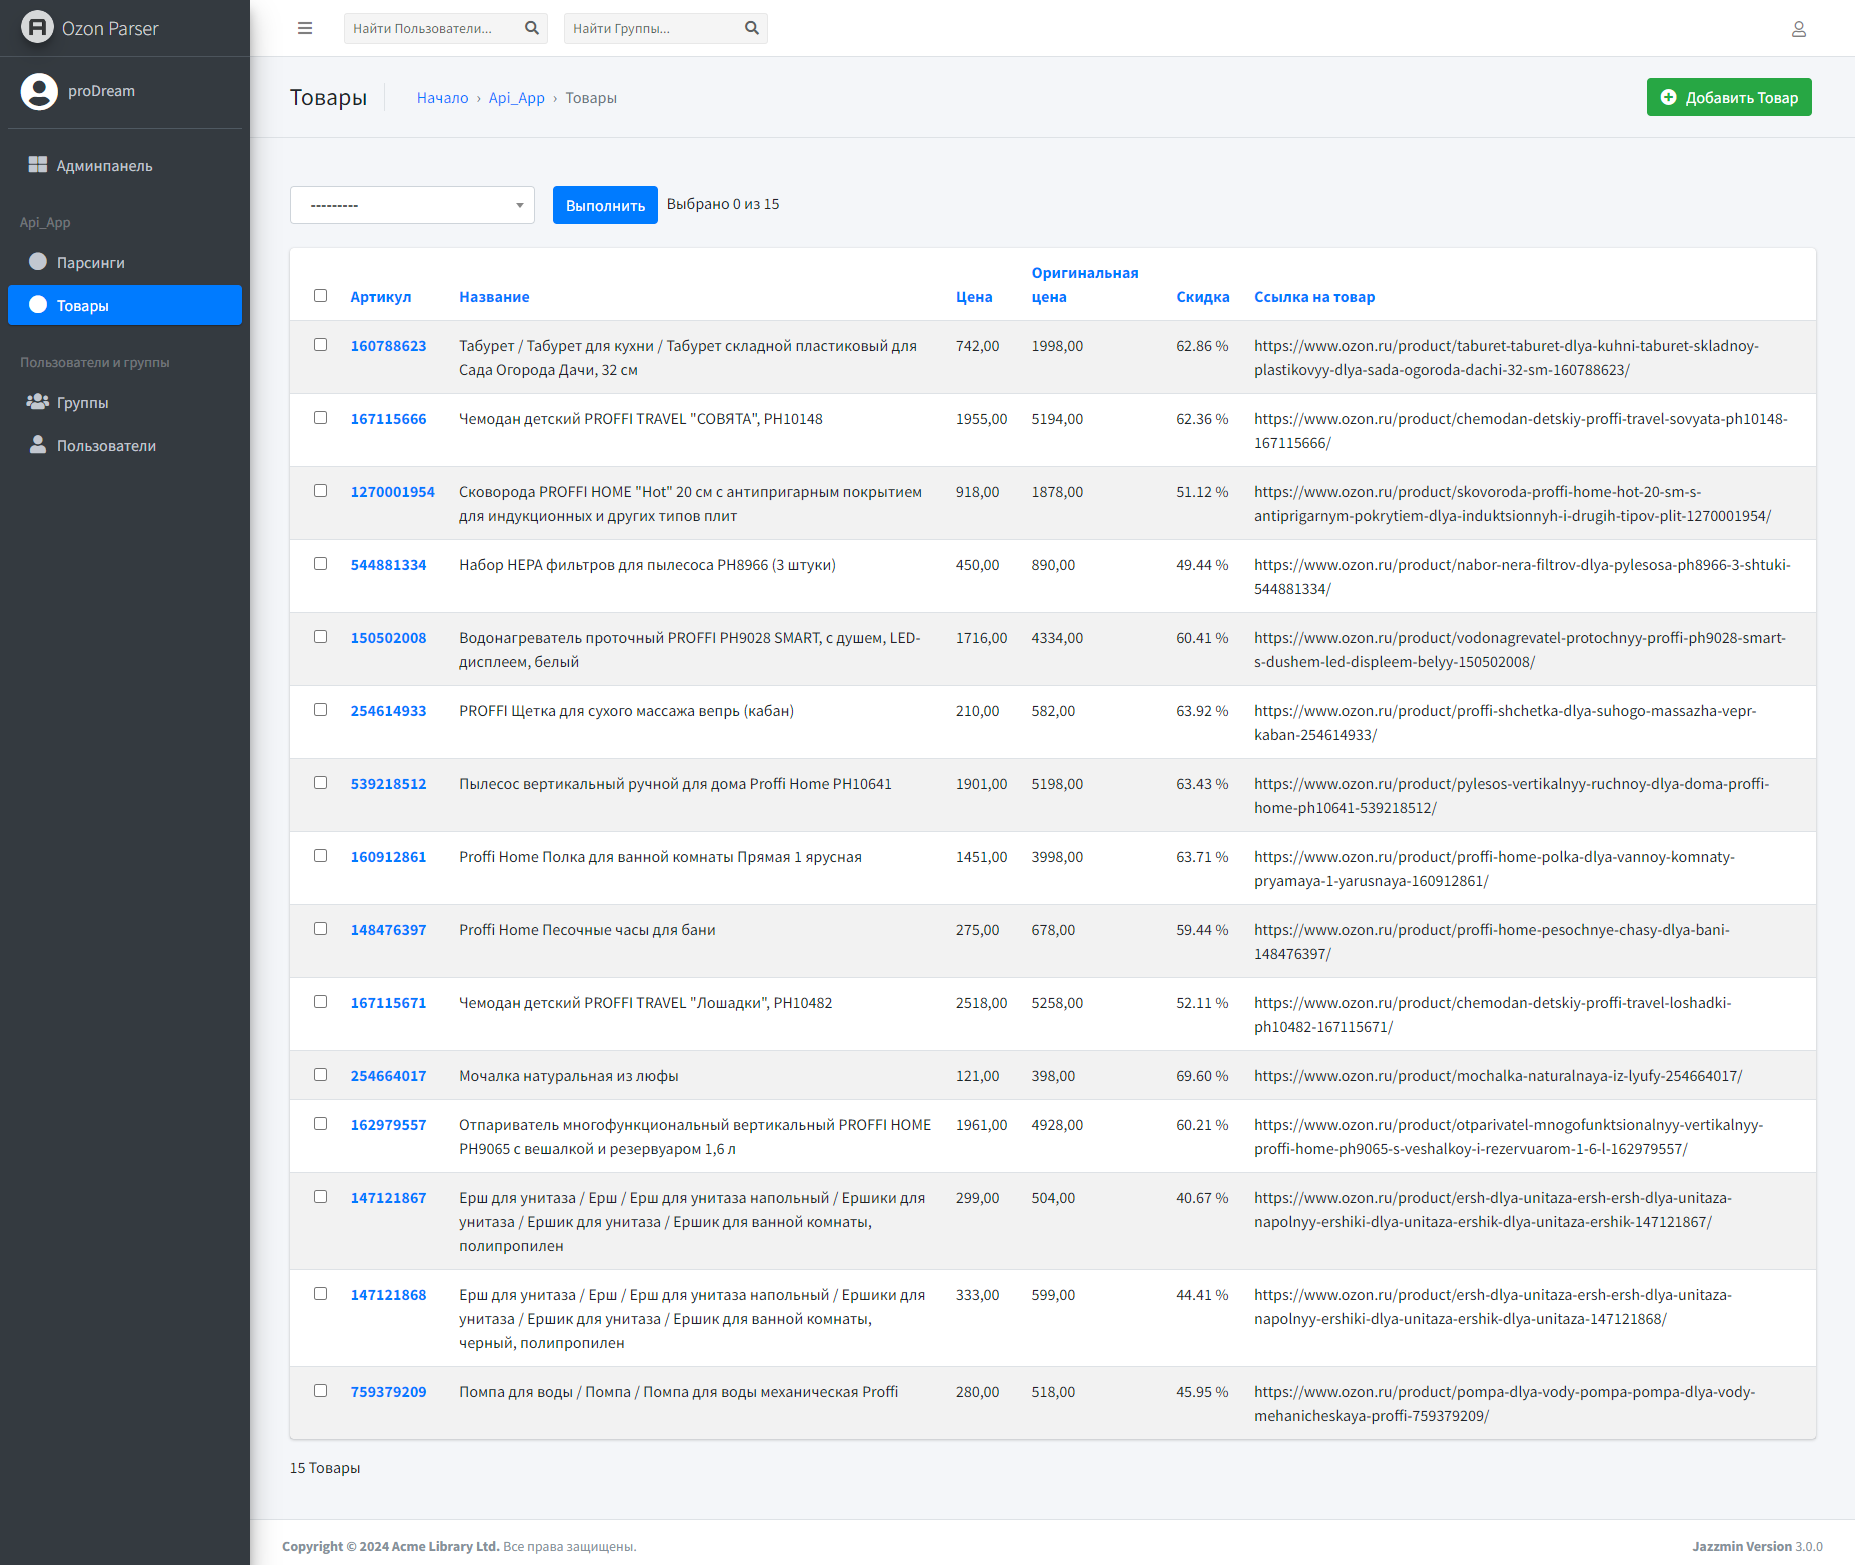 Ozon Parser
Найти Пользователи...
Найти Группы...
proDream
Товары
Начало › Api_App › Товары
Добавить Товар
Админпанель
Api_App
Парсинги
Товары
Пользователи и группы
Группы
Пользователи
---------
Выполнить
Выбрано 0 из 15
Артикул Название Цена Оригинальная
цена Скидка Ссылка на товар
160788623 Табурет / Табурет для кухни / Табурет складной пластиковый для 742,00 1998,00 62.86 % https://www.ozon.ru/product/taburet-taburet-dlya-kuhni-taburet-skladnoy-
Сада Огорода Дачи, 32 см plastikovyy-dlya-sada-ogoroda-dachi-32-sm-160788623/
167115666 Чемодан детский PROFFI TRAVEL "СОВЯТА", PH10148 1955,00 5194,00 62.36 % https://www.ozon.ru/product/chemodan-detskiy-proffi-travel-sovyata-ph10148-
167115666/
1270001954 Сковорода PROFFI HOME "Hot" 20 см с антипригарным покрытием 918,00 1878,00 51.12 % https://www.ozon.ru/product/skovoroda-proffi-home-hot-20-sm-s-
для индукционных и других типов плит antiprigarnym-pokrytiem-dlya-induktsionnyh-i-drugih-tipov-plit-1270001954/
544881334 Набор НЕРА фильтров для пылесоса PH8966 (3 штуки) 450,00 890,00 49.44 % https://www.ozon.ru/product/nabor-nera-filtrov-dlya-pylesosa-ph8966-3-shtuki-
544881334/
150502008 Водонагреватель проточный PROFFI PH9028 SMART, с душем, LED- 1716,00 4334,00 60.41 % https://www.ozon.ru/product/vodonagrevatel-protochnyy-proffi-ph9028-smart-
дисплеем, белый s-dushem-led-displeem-belyy-150502008/
254614933 PROFFI Щетка для сухого массажа вепрь (кабан) 210,00 582,00 63.92 % https://www.ozon.ru/product/proffi-shchetka-dlya-suhogo-massazha-vepr-
kaban-254614933/
539218512 Пылесос вертикальный ручной для дома Proffi Home PH10641 1901,00 5198,00 63.43 % https://www.ozon.ru/product/pylesos-vertikalnyy-ruchnoy-dlya-doma-proffi-
home-ph10641-539218512/
160912861 Proffi Home Полка для ванной комнаты Прямая 1 ярусная 1451,00 3998,00 63.71 % https://www.ozon.ru/product/proffi-home-polka-dlya-vannoy-komnaty-
pryamaya-1-yarusnaya-160912861/
148476397 Proffi Home Песочные часы для бани 275,00 678,00 59.44 % https://www.ozon.ru/product/proffi-home-pesochnye-chasy-dlya-bani-
148476397/
167115671 Чемодан детский PROFFI TRAVEL "Лошадки", PH10482 2518,00 5258,00 52.11 % https://www.ozon.ru/product/chemodan-detskiy-proffi-travel-loshadki-
ph10482-167115671/
254664017 Мочалка натуральная из люфы 121,00 398,00 69.60 % https://www.ozon.ru/product/mochalka-naturalnaya-iz-lyufy-254664017/
162979557 Отпариватель многофункциональный вертикальный PROFFI HOME 1961,00 4928,00 60.21 % https://www.ozon.ru/product/otparivatel-mnogofunktsionalnyy-vertikalnyy-
PH9065 с вешалкой и резервуаром 1,6 л proffi-home-ph9065-s-veshalkoy-i-rezervuarom-1-6-l-162979557/
147121867 Ерш для унитаза / Ерш / Ерш для унитаза напольный / Ершики для 299,00 504,00 40.67 % https://www.ozon.ru/product/ersh-dlya-unitaza-ersh-ersh-dlya-unitaza-
унитаза / Ершик для унитаза / Ершик для ванной комнаты, napolnyy-ershiki-dlya-unitaza-ershik-dlya-unitaza-ershik-147121867/
полипропилен
147121868 Ерш для унитаза / Ерш / Ерш для унитаза напольный / Ершики для 333,00 599,00 44.41 % https://www.ozon.ru/product/ersh-dlya-unitaza-ersh-ersh-dlya-unitaza-
унитаза / Ершик для унитаза / Ершик для ванной комнаты, napolnyy-ershiki-dlya-unitaza-ershik-dlya-unitaza-147121868/
черный, полипропилен
759379209 Помпа для воды / Помпа / Помпа для воды механическая Proffi 280,00 518,00 45.95 % https://www.ozon.ru/product/pompa-dlya-vody-pompa-pompa-dlya-vody-
mehanicheskaya-proffi-759379209/
15 Товары
Copyright © 2024 Acme Library Ltd. Все права защищены.
Jazzmin Version 3.0.0